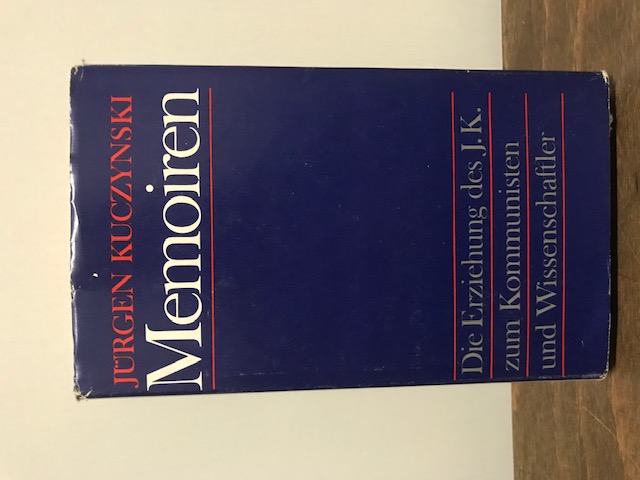 JÜRGEN KUCZYNSKI
Memoiren
Die Erziehung des J.K.
zum Kommunisten
und Wissenschaftler